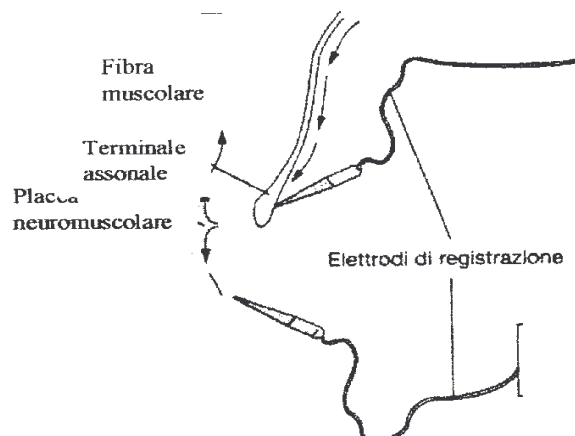 Fibra
muscolare
Terminale
assonale
Placca
neuromuscolare
Elettrodi di registrazione